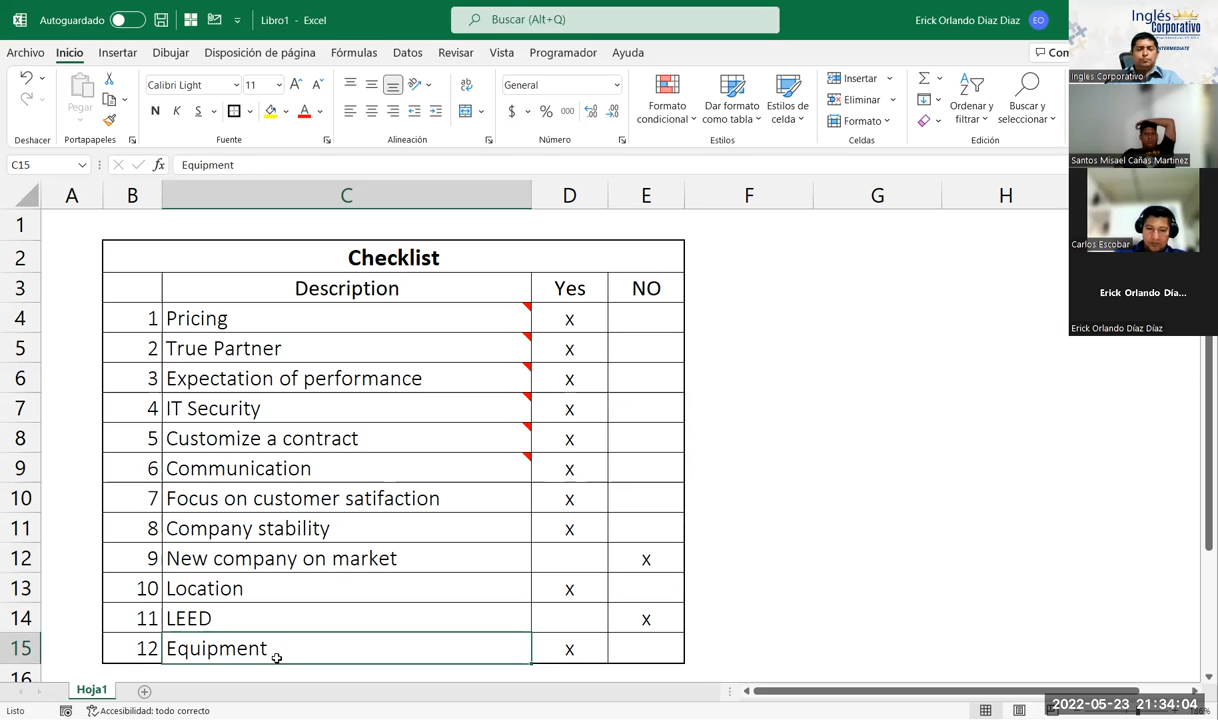 Autoguardado
Libro1 - Excel
Buscar (Alt+Q)
Erick Orlando Diaz Diaz
EO
Archivo Inicio Insertar Dibujar Disposición de página Fórmulas Datos Revisar Vista Programador Ayuda
Pegar
Calibri Light 11
N K S
General
$ % 000
Formato condicional
Dar formato como tabla
Estilos de celda
Insertar
Eliminar
Formato
Ordenar y filtrar
Buscar y seleccionar
Deshacer Portapapeles Fuente Alineación Número Estilos Celdas Edición
C15 fx Equipment
A B C D E F G H
1
2 Checklist
3 Description Yes NO
4 1 Pricing x
5 2 True Partner x
6 3 Expectation of performance x
7 4 IT Security x
8 5 Customize a contract x
9 6 Communication x
10 7 Focus on customer satifaction x
11 8 Company stability x
12 9 New company on market x
13 10 Location x
14 11 LEED x
15 12 Equipment x
16
Hoja1
Listo
Accesibilidad: todo correcto
Inglés
Corporativo
Ingles Corporativo
Santos Misael Cañas Martinez
Carlos Escobar
Erick Orlando Día...
Erick Orlando Díaz Díaz
2022-05-23 21:34:04